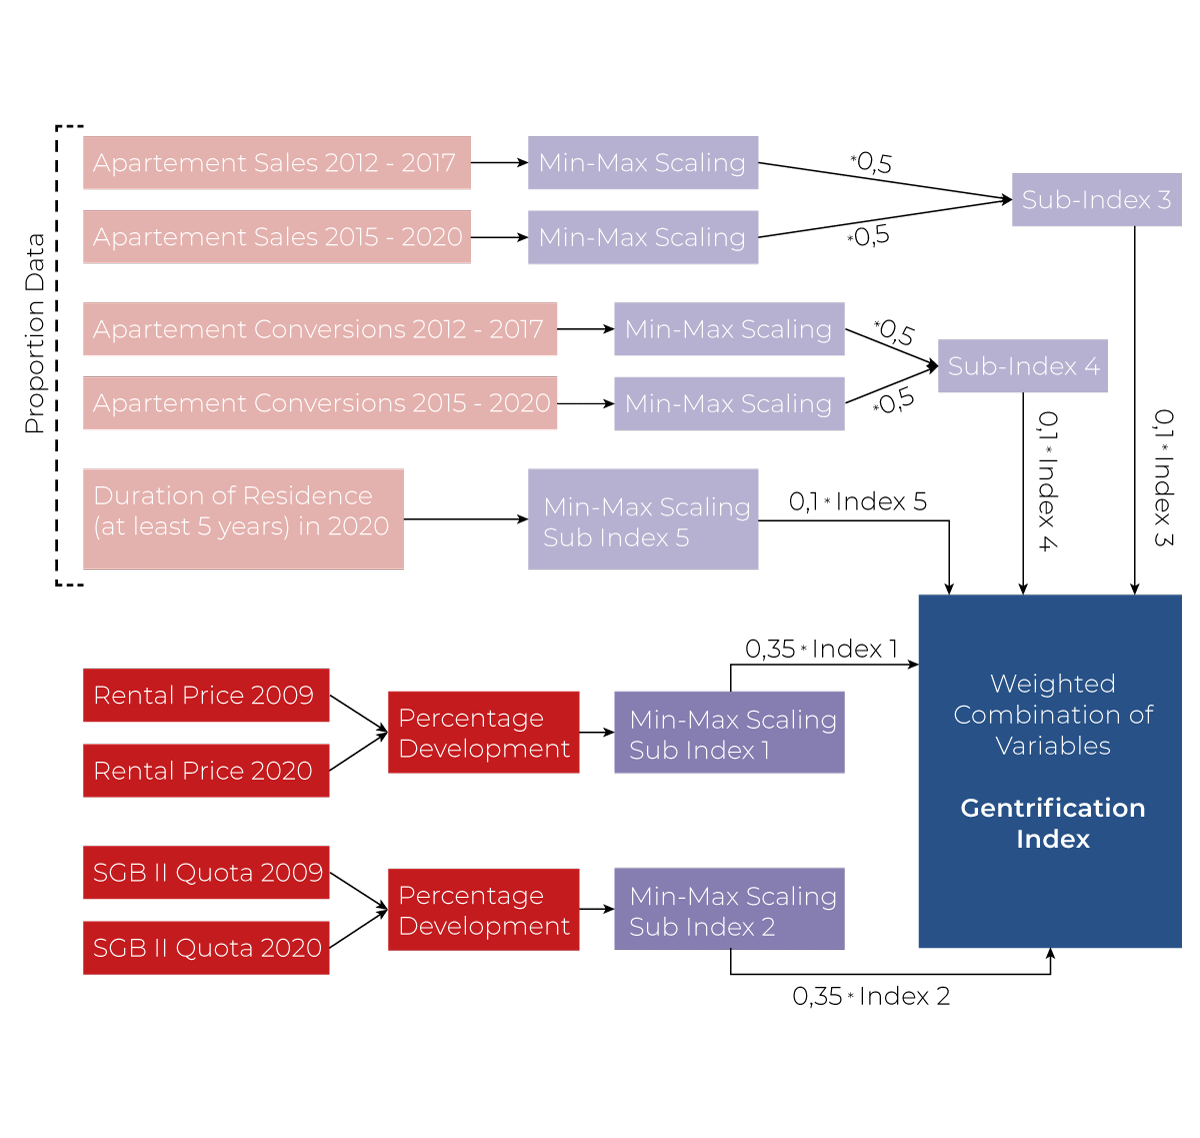 Proportion Data
Apartement Sales 2012 - 2017
Min-Max Scaling
*0,5
Sub-Index 3
Apartement Sales 2015 - 2020
Min-Max Scaling
*0,5
Apartement Conversions 2012 - 2017
Min-Max Scaling
*0,5
Sub-Index 4
Apartement Conversions 2015 - 2020
Min-Max Scaling
*0,5
0,1 * Index 4
0,1 * Index 3
Duration of Residence
(at least 5 years) in 2020
Min-Max Scaling
Sub Index 5
0,1 * Index 5
Rental Price 2009
Rental Price 2020
Percentage
Development
Min-Max Scaling
Sub Index 1
0,35 * Index 1
Weighted
Combination of
Variables
Gentrification
Index
SGB II Quota 2009
SGB II Quota 2020
Percentage
Development
Min-Max Scaling
Sub Index 2
0,35 * Index 2